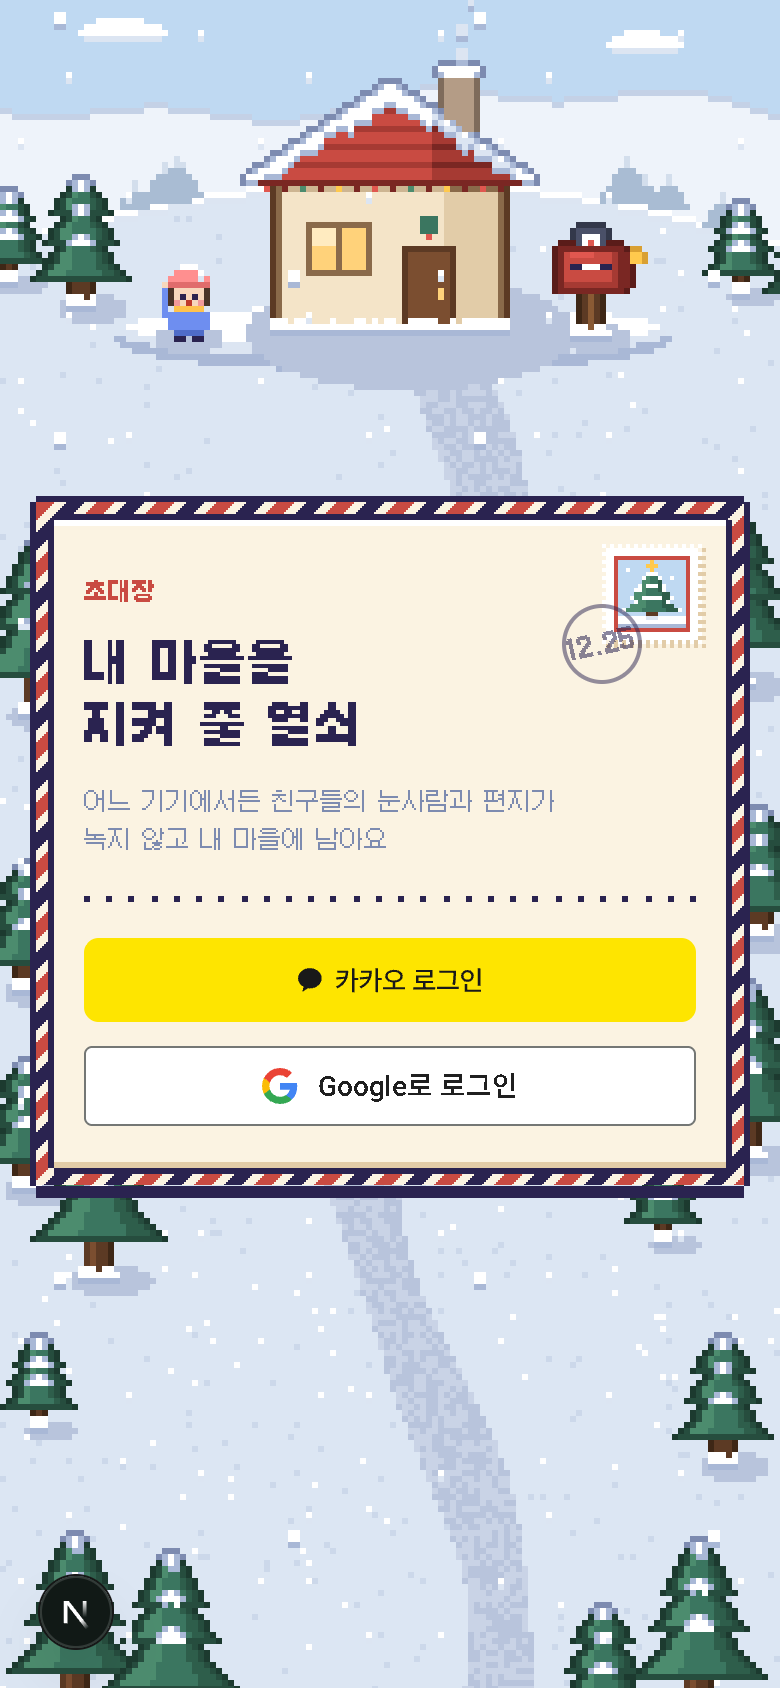 초대장
12.25
내 마을을
지켜 줄 열쇠
어느 기기에서든 친구들의 눈사람과 편지가
녹지 않고 내 마을에 남아요
카카오 로그인
Google로 로그인
N